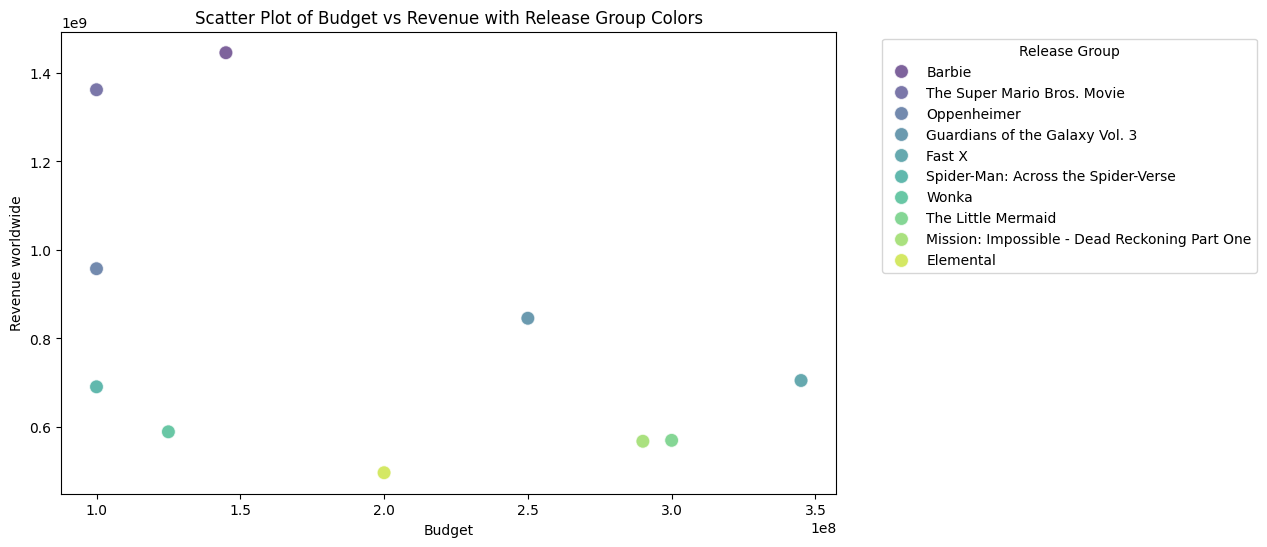 Scatter Plot of Budget vs Revenue with Release Group Colors
1e9
1.4
1.2
1.0
0.8
0.6
Revenue worldwide
1.0 1.5 2.0 2.5 3.0 3.5
1e8
Budget
Release Group
Barbie
The Super Mario Bros. Movie
Oppenheimer
Guardians of the Galaxy Vol. 3
Fast X
Spider-Man: Across the Spider-Verse
Wonka
The Little Mermaid
Mission: Impossible - Dead Reckoning Part One
Elemental